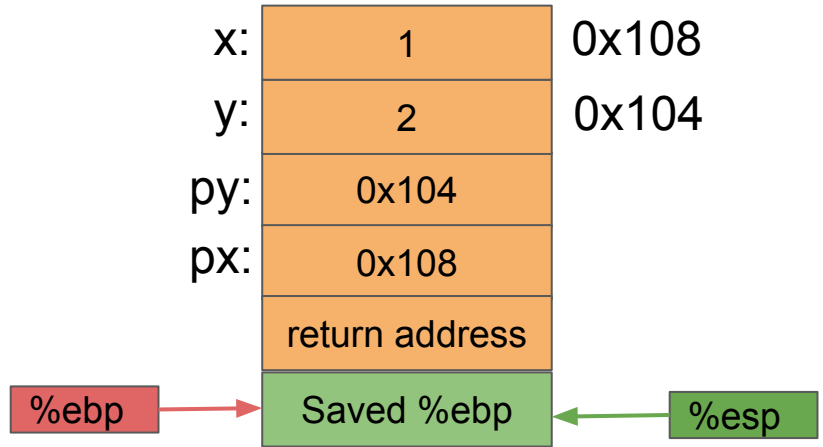 x: 1 0x108
y: 2 0x104
py: 0x104
px: 0x108
return address
%ebp Saved %ebp %esp